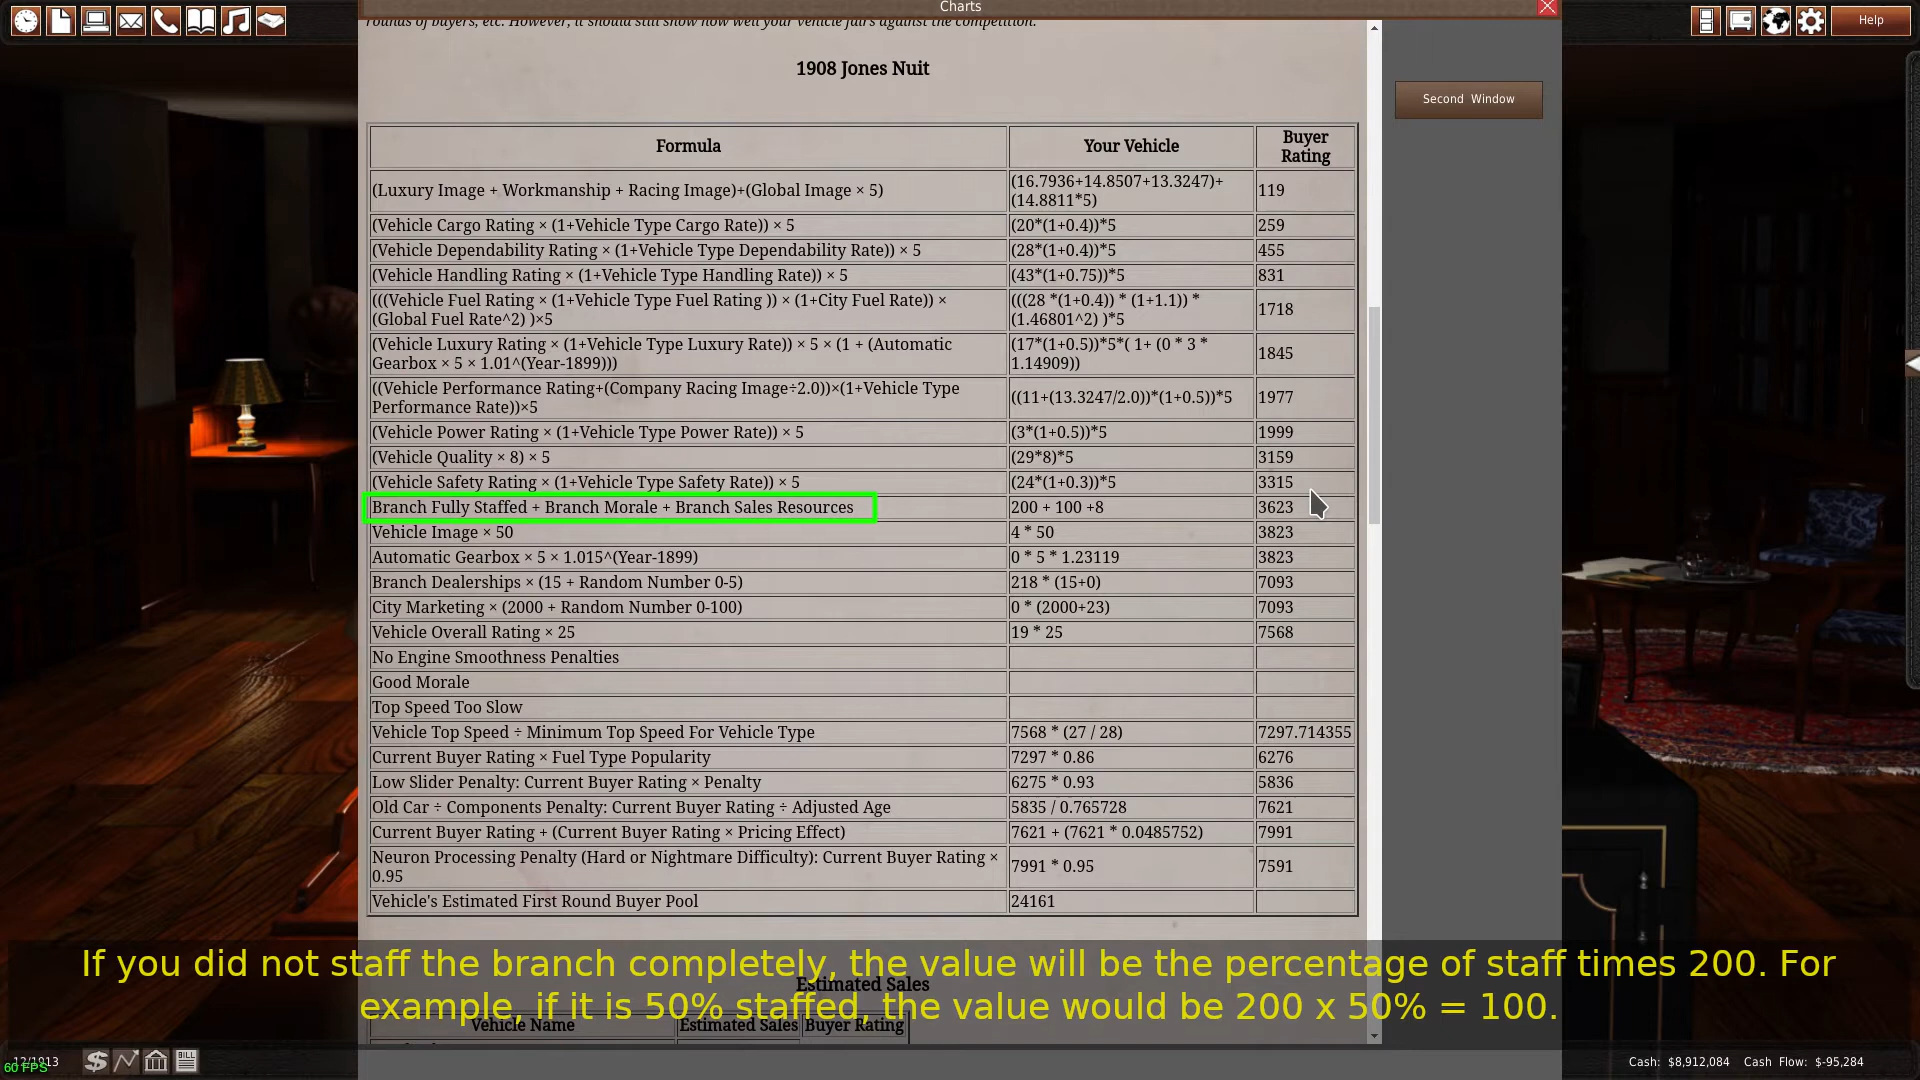 Charts
rounds of buyers, etc. However, it should still show how well your vehicle fairs against the competition.
Help
1908 Jones Nuit
Second Window
Formula
Your Vehicle
Buyer
Rating
(Luxury Image + Workmanship + Racing Image)+(Global Image × 5)
(16.7936+14.8507+13.3247)+
(14.8811*5)
119
(Vehicle Cargo Rating × (1+Vehicle Type Cargo Rate)) × 5
(20*(1+0.4))*5
259
(Vehicle Dependability Rating × (1+Vehicle Type Dependability Rate)) × 5
(28*(1+0.4))*5
455
(Vehicle Handling Rating × (1+Vehicle Type Handling Rate)) × 5
(43*(1+0.75))*5
831
(((Vehicle Fuel Rating × (1+Vehicle Type Fuel Rating )) × (1+City Fuel Rate)) ×
(Global Fuel Rate^2) )×5
(((28 *(1+0.4)) * (1+1.1)) *
(1.46801^2) )*5
1718
(Vehicle Luxury Rating × (1+Vehicle Type Luxury Rate)) × 5 × (1 + (Automatic
Gearbox × 5 × 1.01^(Year-1899)))
(17*(1+0.5))*5*( 1+ (0 * 3 *
1.14909))
1845
((Vehicle Performance Rating+(Company Racing Image÷2.0))×(1+Vehicle Type
Performance Rate))×5
((11+(13.3247/2.0))*(1+0.5))*5
1977
(Vehicle Power Rating × (1+Vehicle Type Power Rate)) × 5
(3*(1+0.5))*5
1999
(Vehicle Quality × 8) × 5
(29*8)*5
3159
(Vehicle Safety Rating × (1+Vehicle Type Safety Rate)) × 5
(24*(1+0.3))*5
3315
Branch Fully Staffed + Branch Morale + Branch Sales Resources
200 + 100 +8
3623
Vehicle Image × 50
4 * 50
3823
Automatic Gearbox × 5 × 1.015^(Year-1899)
0 * 5 * 1.23119
3823
Branch Dealerships × (15 + Random Number 0-5)
218 * (15+0)
7093
City Marketing × (2000 + Random Number 0-100)
0 * (2000+23)
7093
Vehicle Overall Rating × 25
19 * 25
7568
No Engine Smoothness Penalties
Good Morale
Top Speed Too Slow
Vehicle Top Speed ÷ Minimum Top Speed For Vehicle Type
7568 * (27 / 28)
7297.714355
Current Buyer Rating × Fuel Type Popularity
7297 * 0.86
6276
Low Slider Penalty: Current Buyer Rating × Penalty
6275 * 0.93
5836
Old Car ÷ Components Penalty: Current Buyer Rating ÷ Adjusted Age
5835 / 0.765728
7621
Current Buyer Rating + (Current Buyer Rating × Pricing Effect)
7621 + (7621 * 0.0485752)
7991
Neuron Processing Penalty (Hard or Nightmare Difficulty): Current Buyer Rating ×
0.95
7991 * 0.95
7591
Vehicle's Estimated First Round Buyer Pool
24161
If you did not staff the branch completely, the value will be the percentage of staff times 200. For
example, if it is 50% staffed, the value would be 200 x 50% = 100.
Estimated Sales
Vehicle Name
Estimated Sales
Buyer Rating
12/1913
60 FPS
BILL
Cash: $8,912,084
Cash Flow: $-95,284